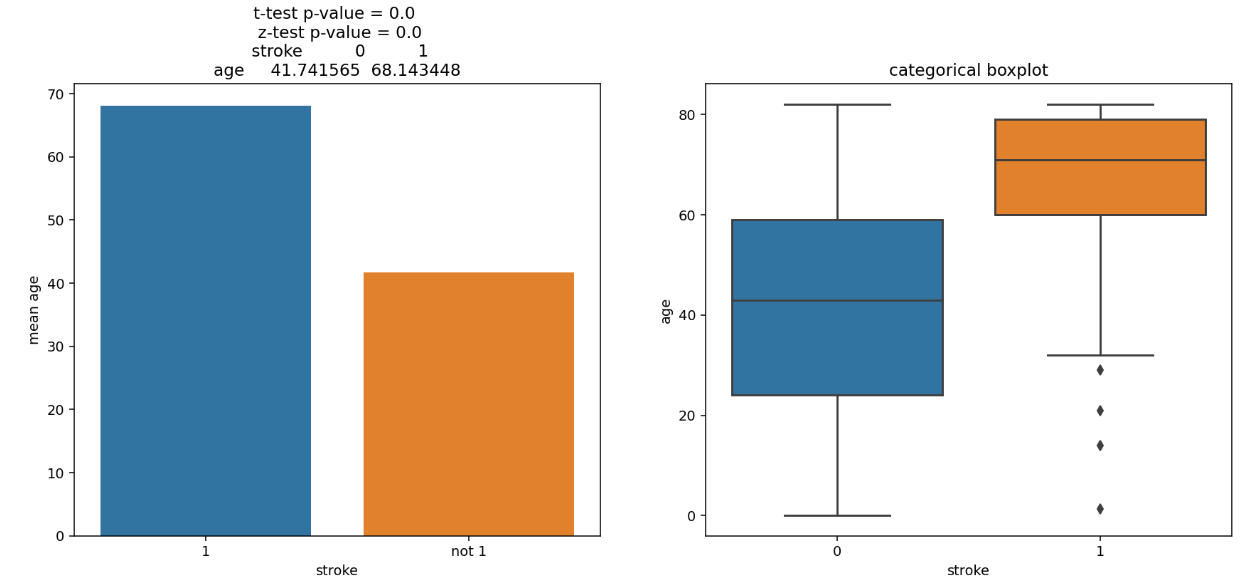 t-test p-value = 0.0
z-test p-value = 0.0
stroke 0 1
age 41.741565 68.143448
70
60
50
40
30
20
10
0
mean age
1 not 1
stroke
categorical boxplot
80
60
40
20
0
age
0 1
stroke